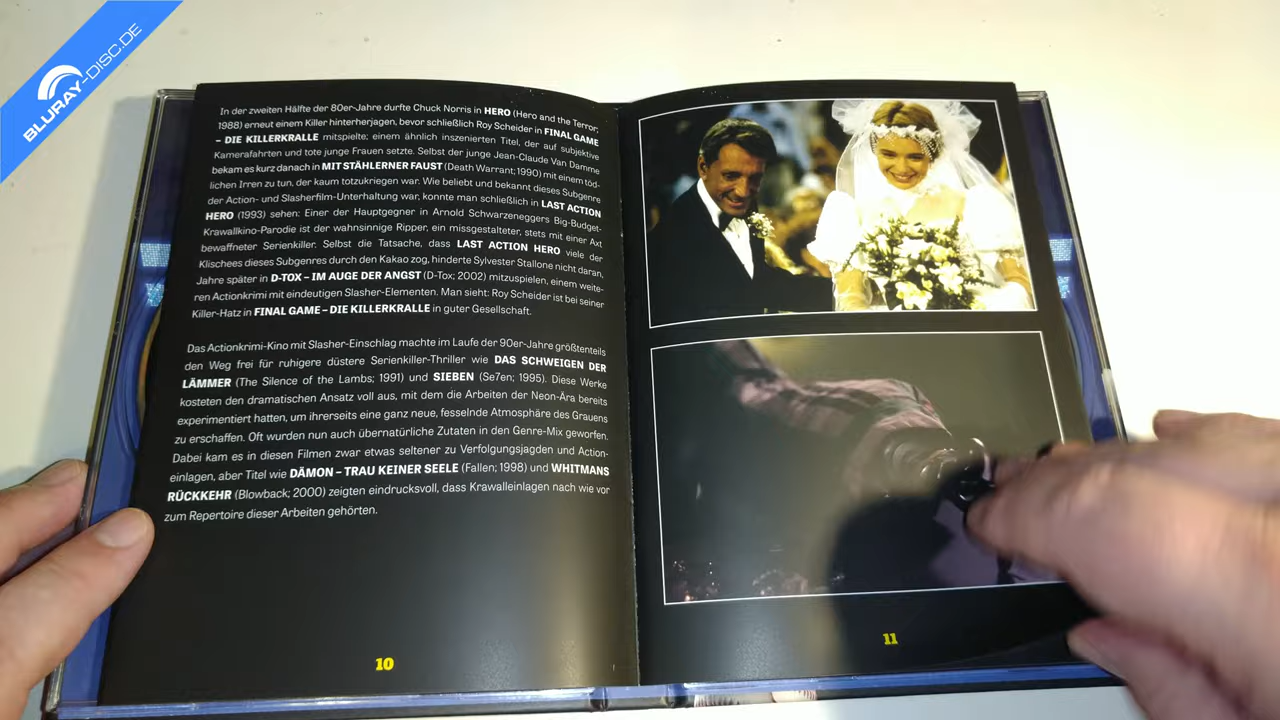 BLURAY-DISC.DE
In der zweiten Hälfte der 80er-Jahre durfte Chuck Norris in HERO (Hero and the Terror;
1988) erneut einem Killer hinterherjagen, bevor schließlich Roy Scheider in FINAL GAME
– DIE KILLERKRALLE mitspielte: einem ähnlich inszenierten Titel, der auf subjektive
Kamerafahrten und tote junge Frauen setzte. Selbst der junge Jean-Claude Van Damme
bekam es kurz danach in MIT STÄHLERNER FAUST (Death Warrant; 1990) mit einem töd-
lichen Irren zu tun, der kaum totzukriegen war. Wie beliebt und bekannt dieses Subgenre
der Action- und Slasherfilm-Unterhaltung war, konnte man schließlich in LAST ACTION
HERO (1993) sehen: Einer der Hauptgegner in Arnold Schwarzeneggers Big-Budget-
Krawallkino-Parodie ist der wahnsinnige Ripper, ein missgestalteter, stets mit einer Axt
bewaffneter Serienkiller. Selbst die Tatsache, dass LAST ACTION HERO viele der
Klischees dieses Subgenres durch den Kakao zog, hinderte Sylvester Stallone nicht daran,
Jahre später in D-TOX – IM AUGE DER ANGST (D-Tox; 2002) mitzuspielen, einem weite-
ren Actionkrimi mit eindeutigen Slasher-Elementen. Man sieht: Roy Scheider ist bei seiner
Killer-Hatz in FINAL GAME – DIE KILLERKRALLE in guter Gesellschaft.
Das Actionkrimi-Kino mit Slasher-Einschlag machte im Laufe der 90er-Jahre größtenteils
den Weg frei für ruhigere düstere Serienkiller-Thriller wie DAS SCHWEIGEN DER
LÄMMER (The Silence of the Lambs; 1991) und SIEBEN (Se7en; 1995). Diese Werke
kosteten den dramatischen Ansatz voll aus, mit dem die Arbeiten der Neon-Ära bereits
experimentiert hatten, um ihrerseits eine ganz neue, fesselnde Atmosphäre des Grauens
zu erschaffen. Oft wurden nun auch übernatürliche Zutaten in den Genre-Mix geworfen.
Dabei kam es in diesen Filmen zwar etwas seltener zu Verfolgungsjagden und Action-
einlagen, aber Titel wie DÄMON – TRAU KEINER SEELE (Fallen; 1998) und WHITMANS
RÜCKKEHR (Blowback; 2000) zeigten eindrucksvoll, dass Krawalleinlagen nach wie vor
zum Repertoire dieser Arbeiten gehörten.
10
11